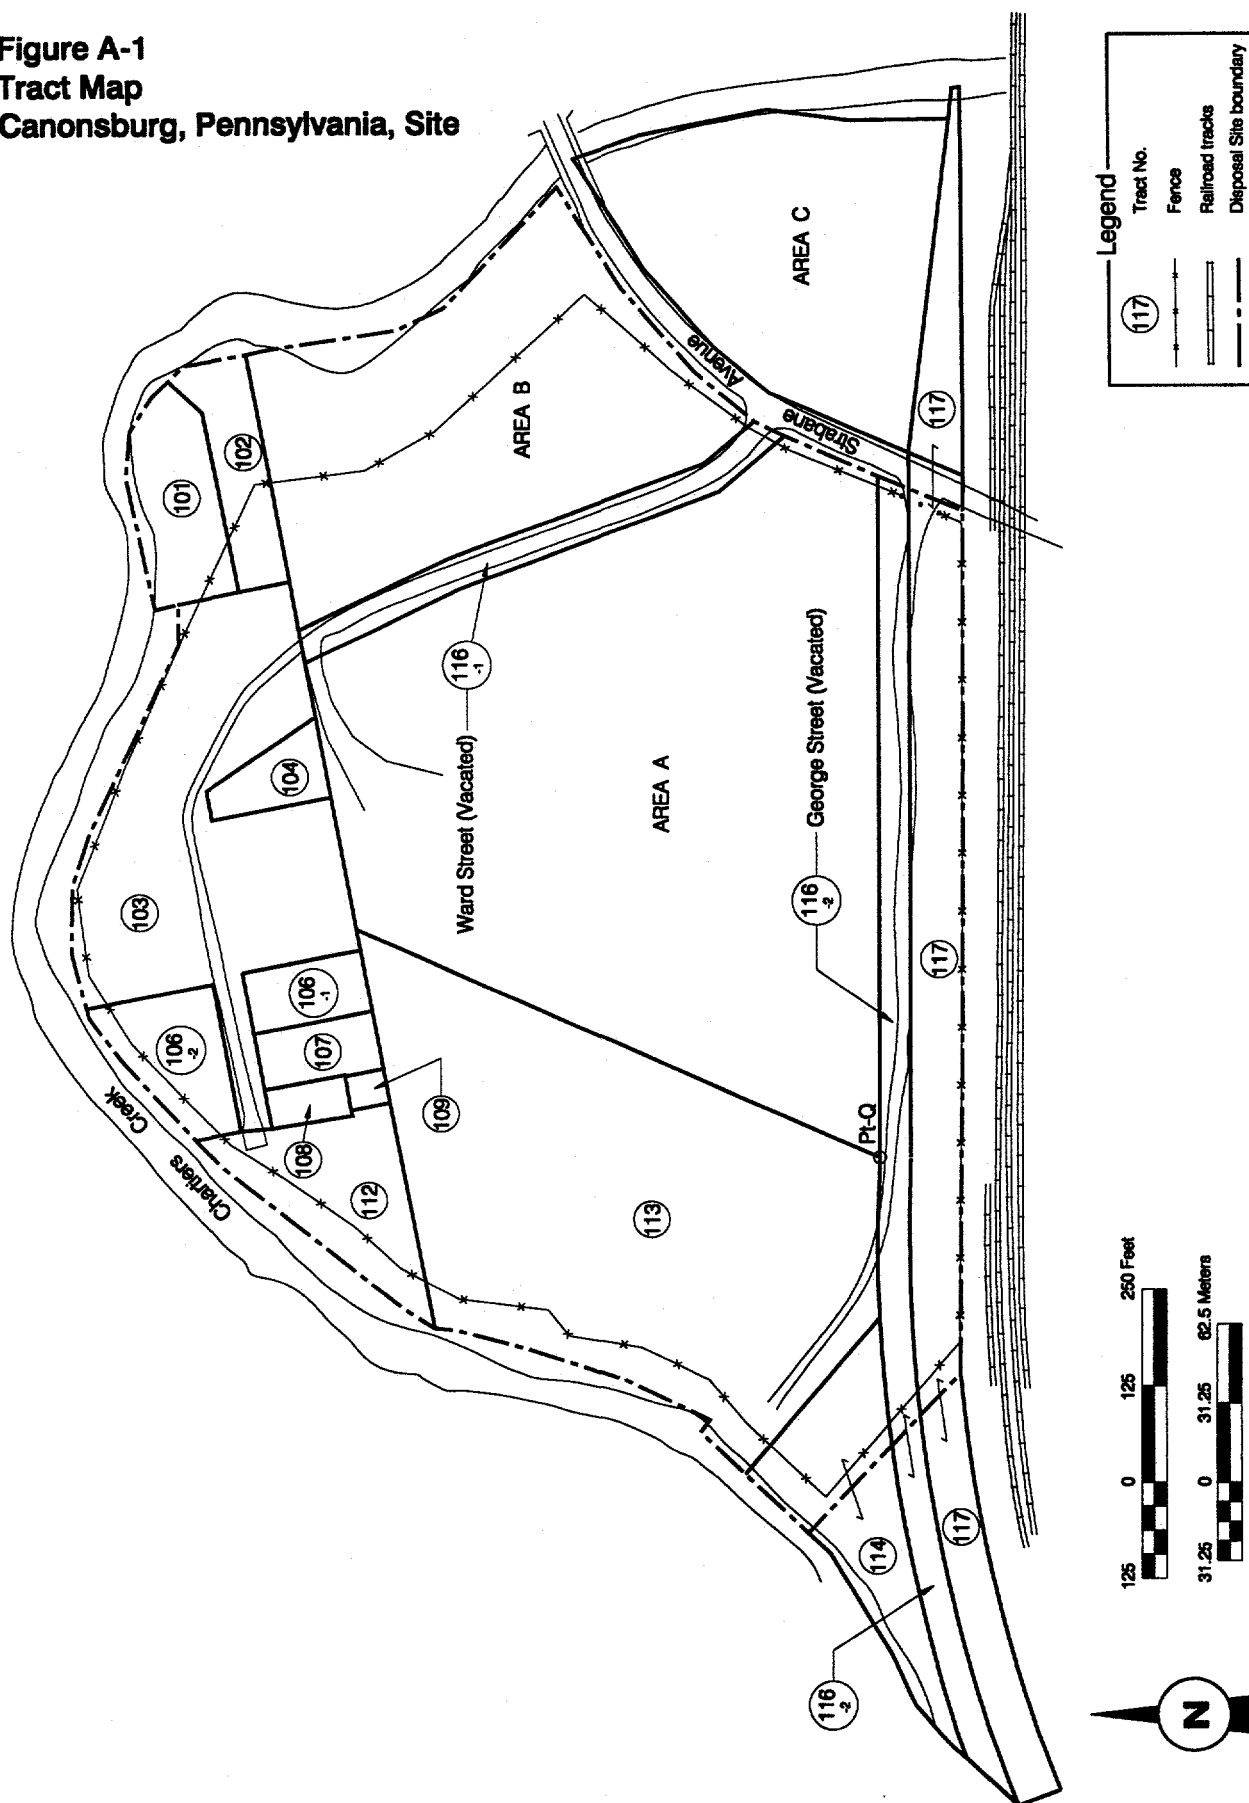 Figure A-1
Tract Map
Canonsburg, Pennsylvania, Site
Legend
117
Tract No.
Fence
Railroad tracks
Disposal Site boundary
AREA C
Strabane
Avenue
117
AREA B
102
101
116
-1
Ward Street (Vacated)
104
103
AREA A
George Street (Vacated)
116
-2
117
106
-1
106
-2
107
109
108
112
113
Pt-Q
Chartiers
Creek
114
117
116
-2
125
0
125
250 Feet
31.25
0
31.25
62.5 Meters
N